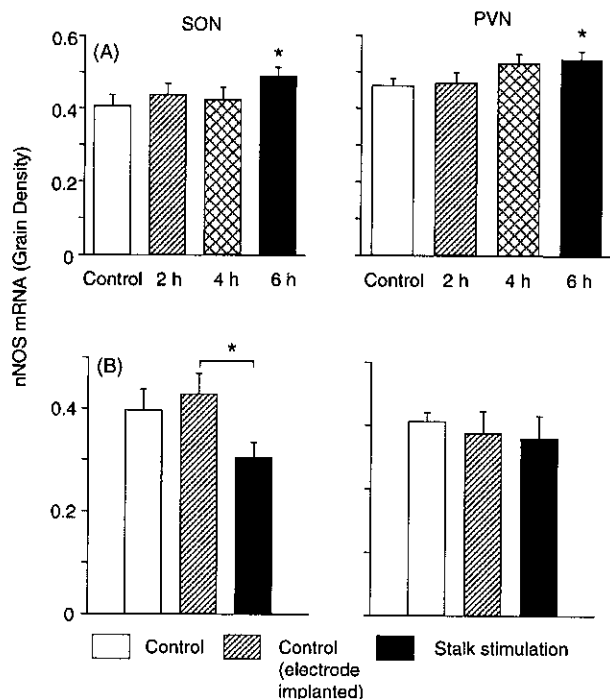 SON
PVN
nNOS mRNA (Grain Density)
(A)
*
*
0.6
0.4
0.2
0
Control 2 h 4 h 6 h
Control 2 h 4 h 6 h
(B)
*
0.4
0.2
0
Control
Control
(electrode
implanted)
Stalk stimulation